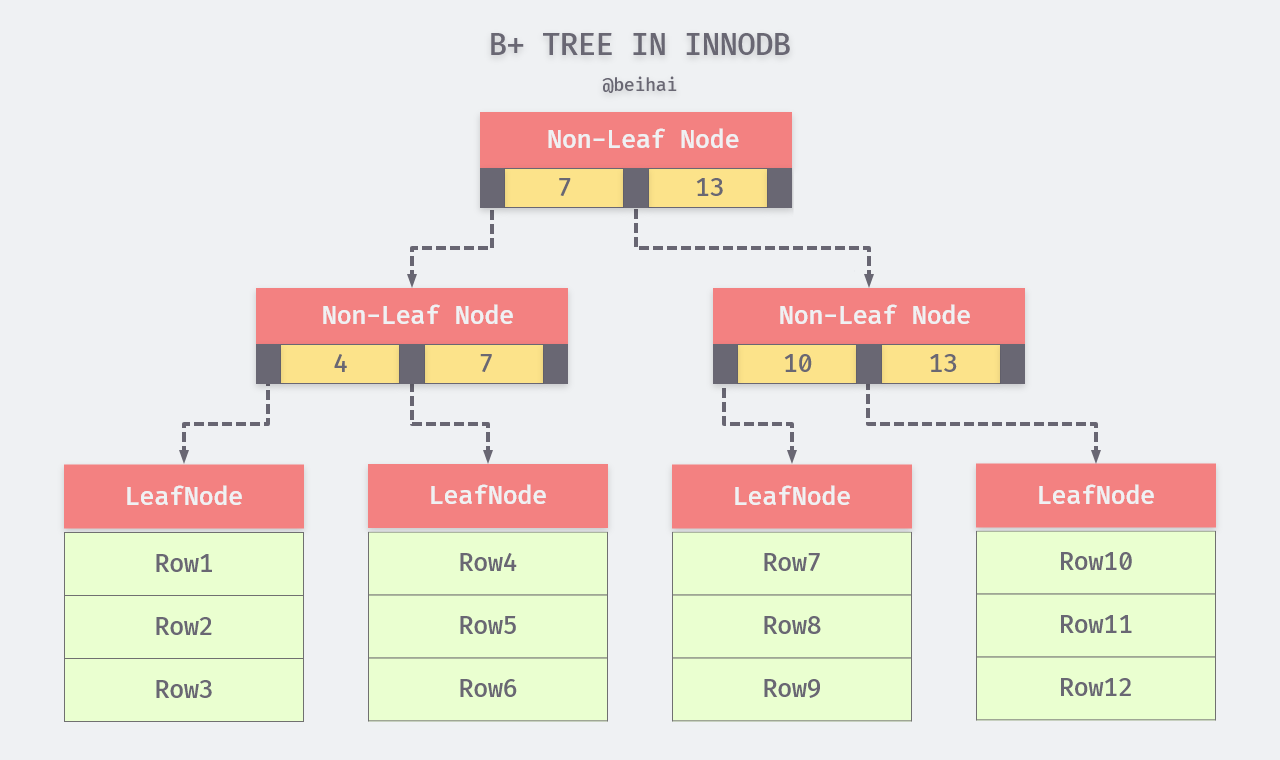 B+ TREE IN INNODB
@beihai
Non-Leaf Node
7 13
Non-Leaf Node Non-Leaf Node
4 7 10 13
LeafNode LeafNode LeafNode LeafNode
Row1 Row4 Row7 Row10
Row2 Row5 Row8 Row11
Row3 Row6 Row9 Row12